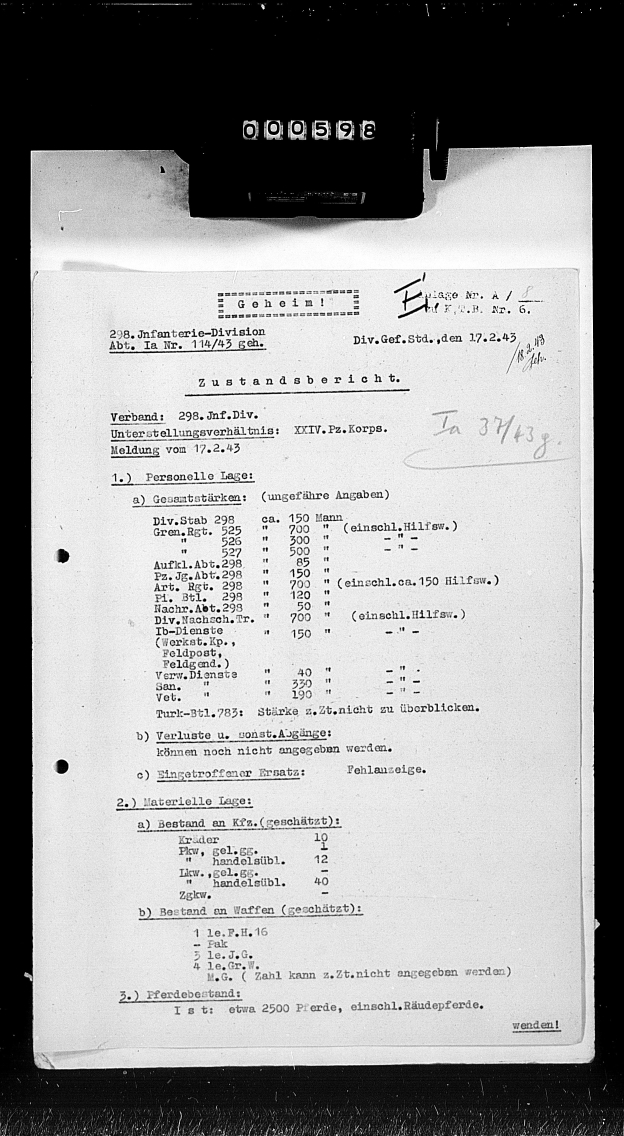 000598
Geheim!
Anlage Nr. A / 8
zu K.T.B. Nr. 6.
298.Jnfanterie-Division
Abt. Ia Nr. 114/43 geh.
Div.Gef.Std.,den 17.2.43
18.2.43
Zustandsbericht.
Verband: 298.Jnf.Div.
Unterstellungsverhältnis: XXIV.Pz.Korps.
Meldung vom 17.2.43
Ia 37/43 g.
1.) Personelle Lage:
a) Gesamtstärken: (ungefähre Angaben)
Div.Stab 298 ca. 150 Mann
Gren.Rgt. 525 " 700 " (einschl.Hilfsw.)
" 526 " 300 " - " -
" 527 " 500 " - " -
Aufkl.Abt.298 " 85 "
Pz.Jg.Abt.298 " 150 "
Art. Rgt. 298 " 700 " (einschl.ca.150 Hilfsw.)
Pi. Btl. 298 " 120 "
Nachr.Abt.298 " 50 "
Div.Nachsch.Tr. " 700 " (einschl.Hilfsw.)
Ib-Dienste " 150 " - " -
(Werkst.Kp.,
Feldpost,
Feldgend.)
Verw.Dienste " 40 " - " -
San. " " 330 " - " -
Vet. " " 190 " - " -
Turk-Btl.783: Stärke z.Zt.nicht zu überblicken.
b) Verluste u. sonst.Abgänge:
können noch nicht angegeben werden.
c) Eingetroffener Ersatz: Fehlanzeige.
2.) Materielle Lage:
a) Bestand an Kfz.(geschätzt):
Kräder 10
Pkw, gel.gg. 1
" handelsübl. 12
Lkw.,gel.gg. -
" handelsübl. 40
Zgkw. -
b) Bestand an Waffen (geschätzt):
1 le.F.H.16
- Pak
3 le.J.G.
4 le.Gr.W.
M.G. ( Zahl kann z.Zt.nicht angegeben werden)
3.) Pferdebestand:
I s t: etwa 2500 Pferde, einschl.Räudepferde.
wenden!